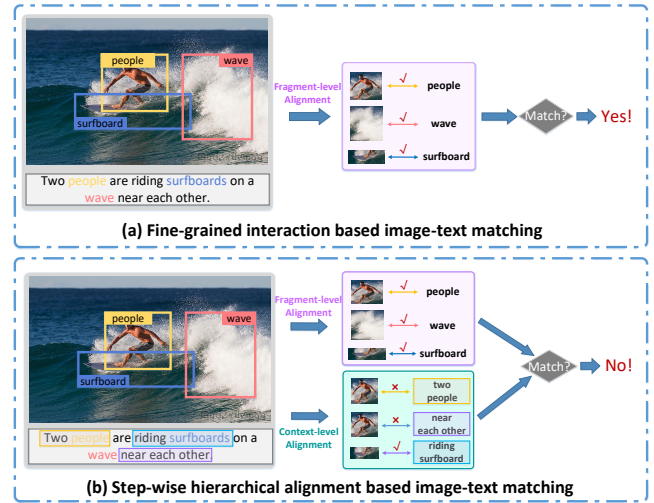 people
wave
surfboard
Two people are riding surfboards on a
wave near each other.
Fragment-level
Alignment
people
wave
surfboard
Match?
Yes!
(a) Fine-grained interaction based image-text matching
people
wave
surfboard
Two people are riding surfboards on a
wave near each other.
Fragment-level
Alignment
people
wave
surfboard
Context-level
Alignment
two
people
near
each other
riding
surfboard
Match?
No!
(b) Step-wise hierarchical alignment based image-text matching